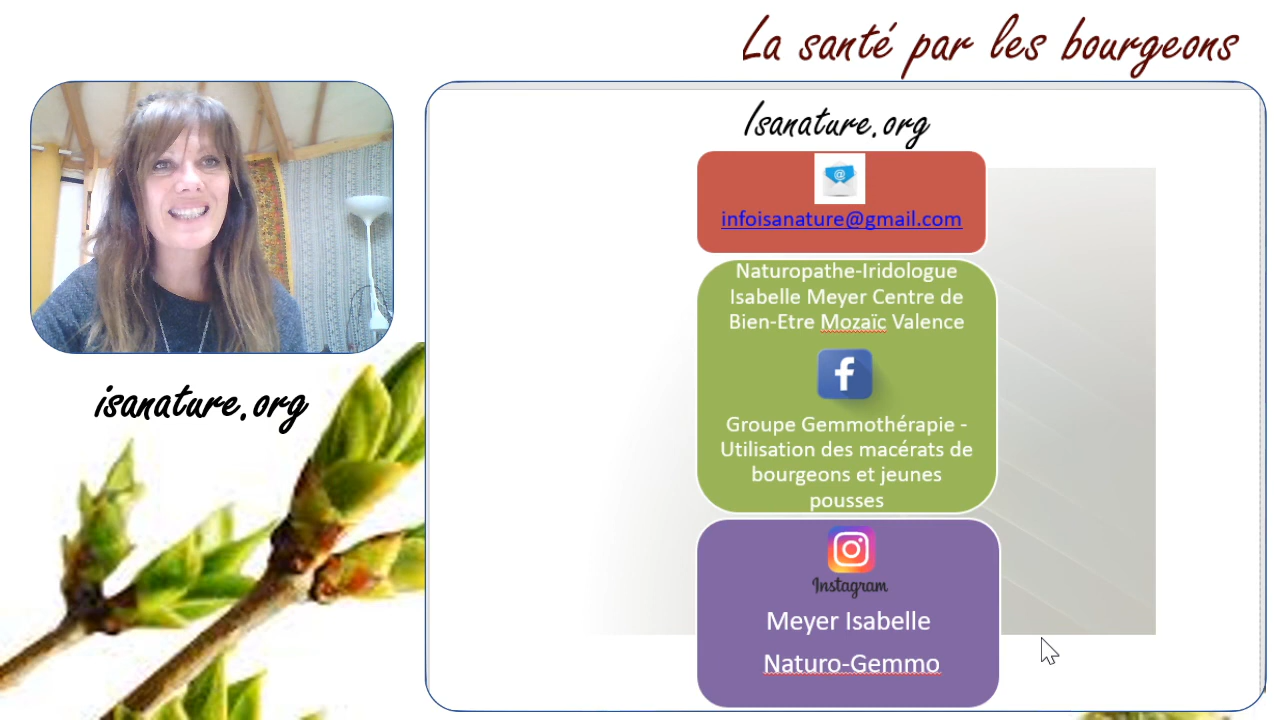 La santé par les bourgeons
Isanature.org
@
infoisanature@gmail.com
Naturopathe-Iridologue
Isabelle Meyer Centre de
Bien-Etre Mozaïc Valence
f
Groupe Gemmothérapie -
Utilisation des macérats de
bourgeons et jeunes
pousses
Instagram
Meyer Isabelle
Naturo-Gemmo
isanature.org